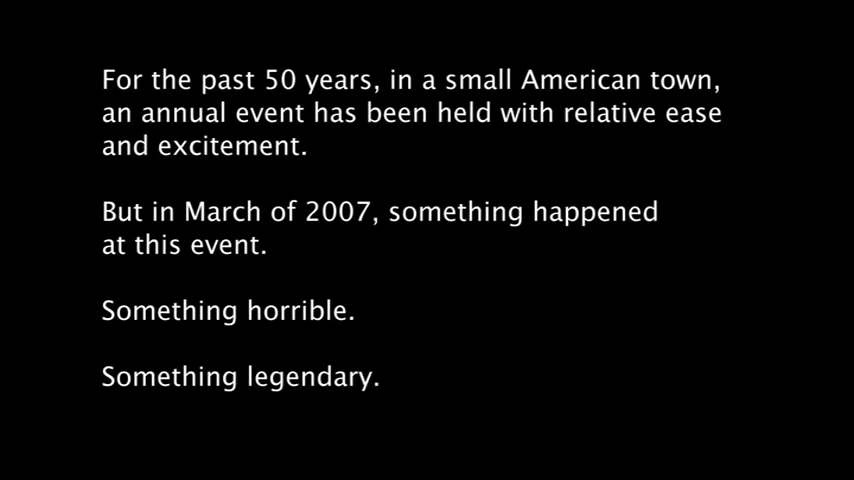 For the past 50 years, in a small American town,
an annual event has been held with relative ease
and excitement.
But in March of 2007, something happened
at this event.
Something horrible.
Something legendary.